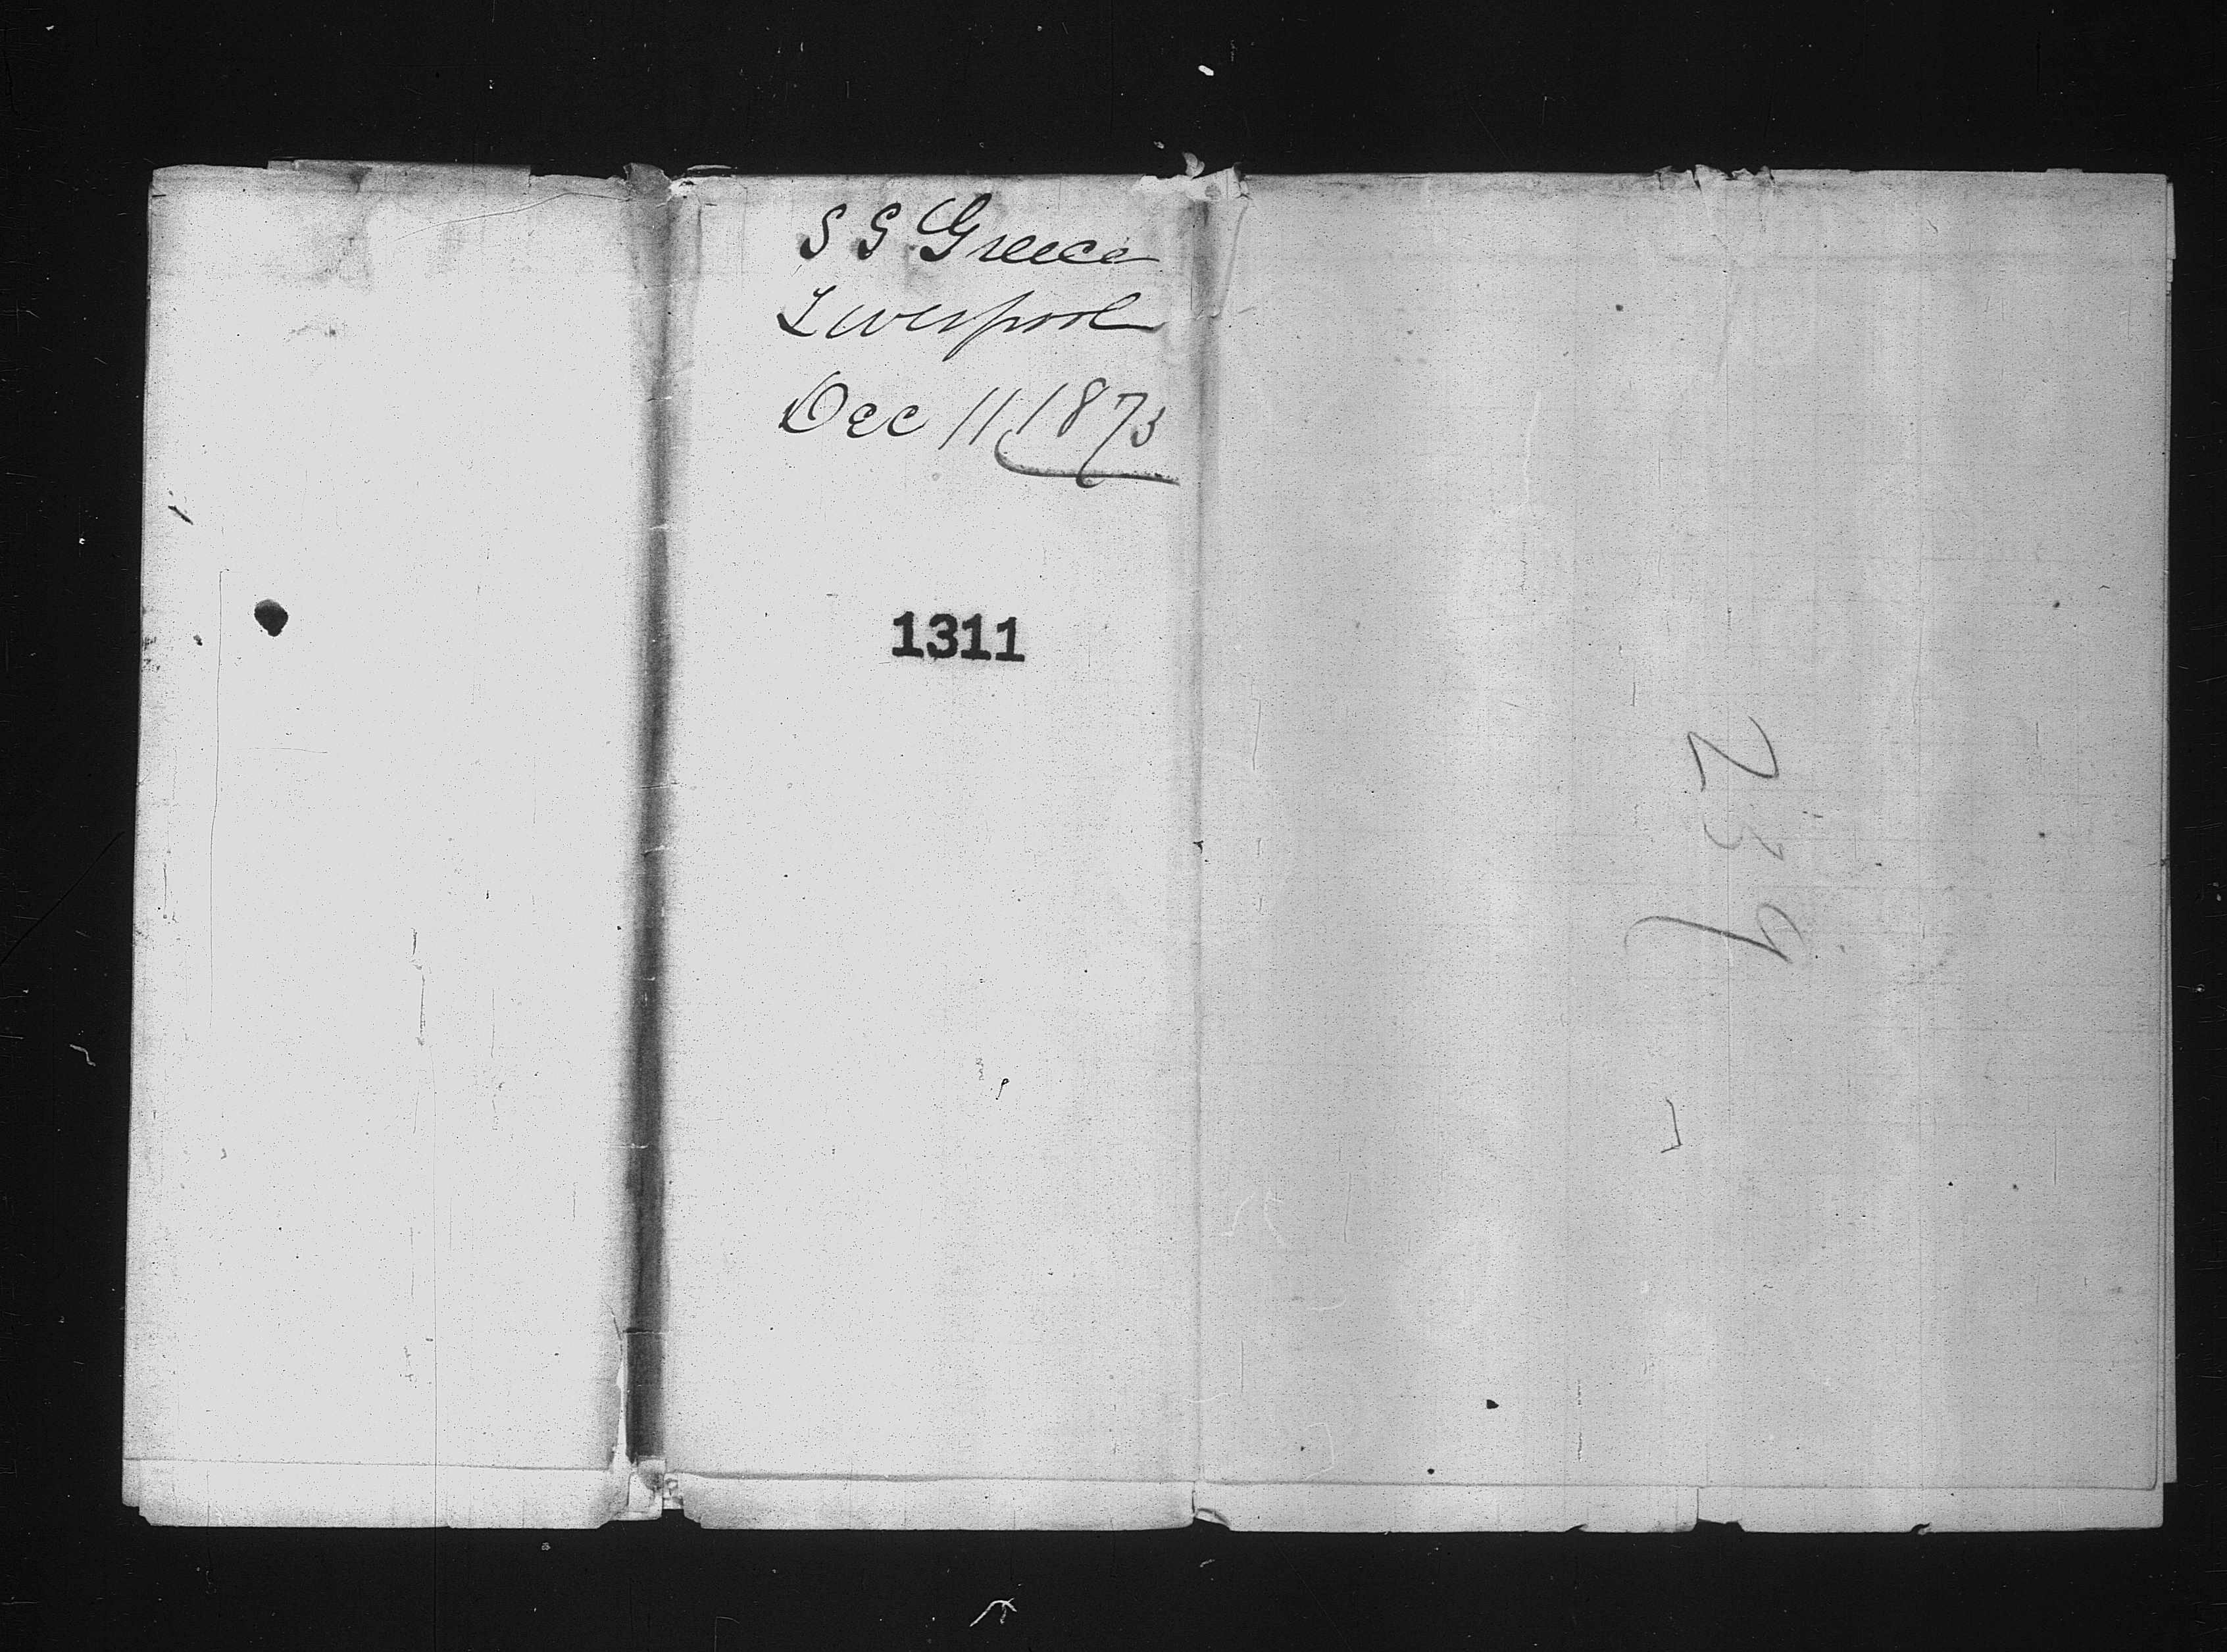 S S Greece
Liverpool
Dec 11 1873
1311
239